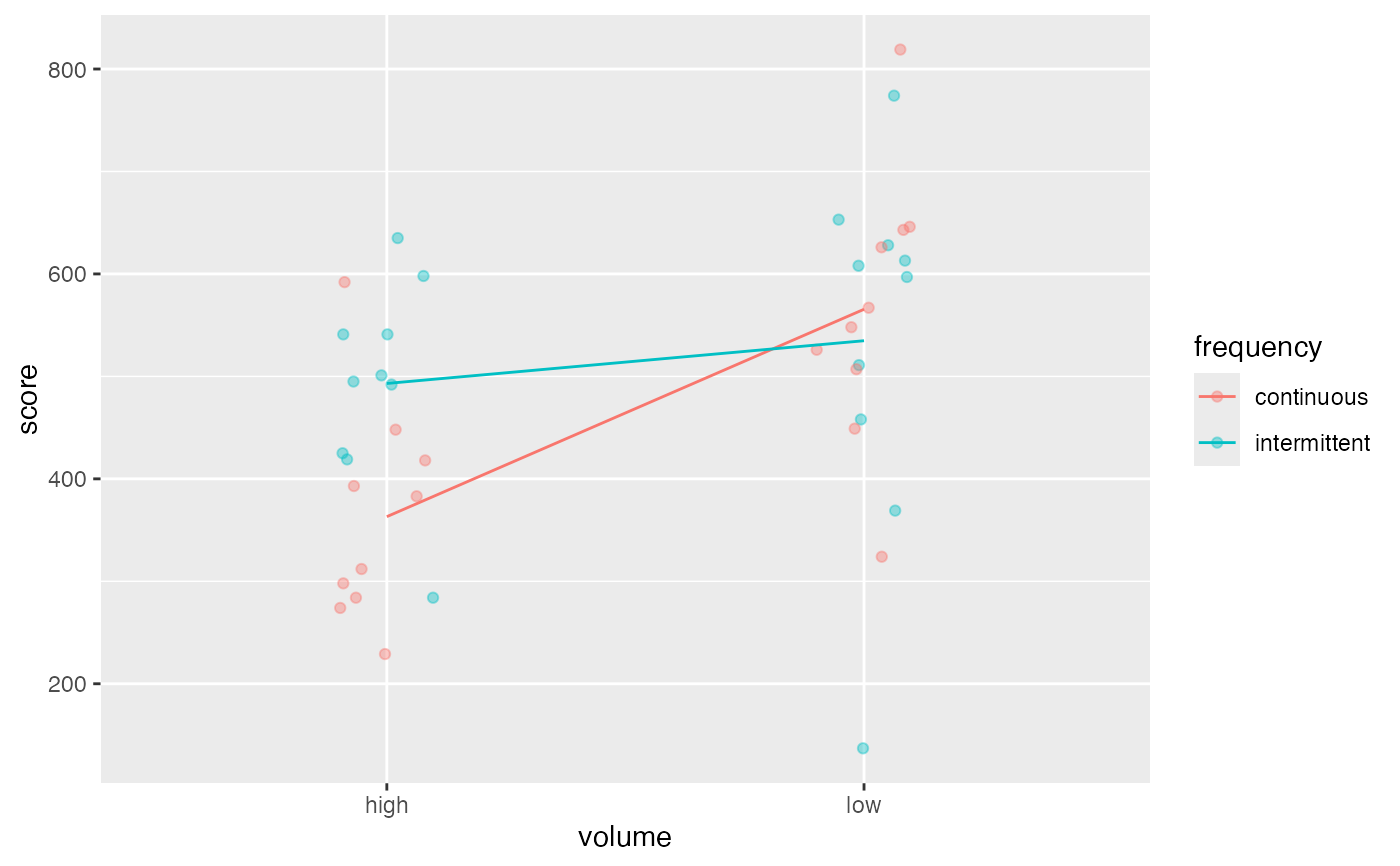 800
600
400
200
score
high
low
volume
frequency
continuous
intermittent